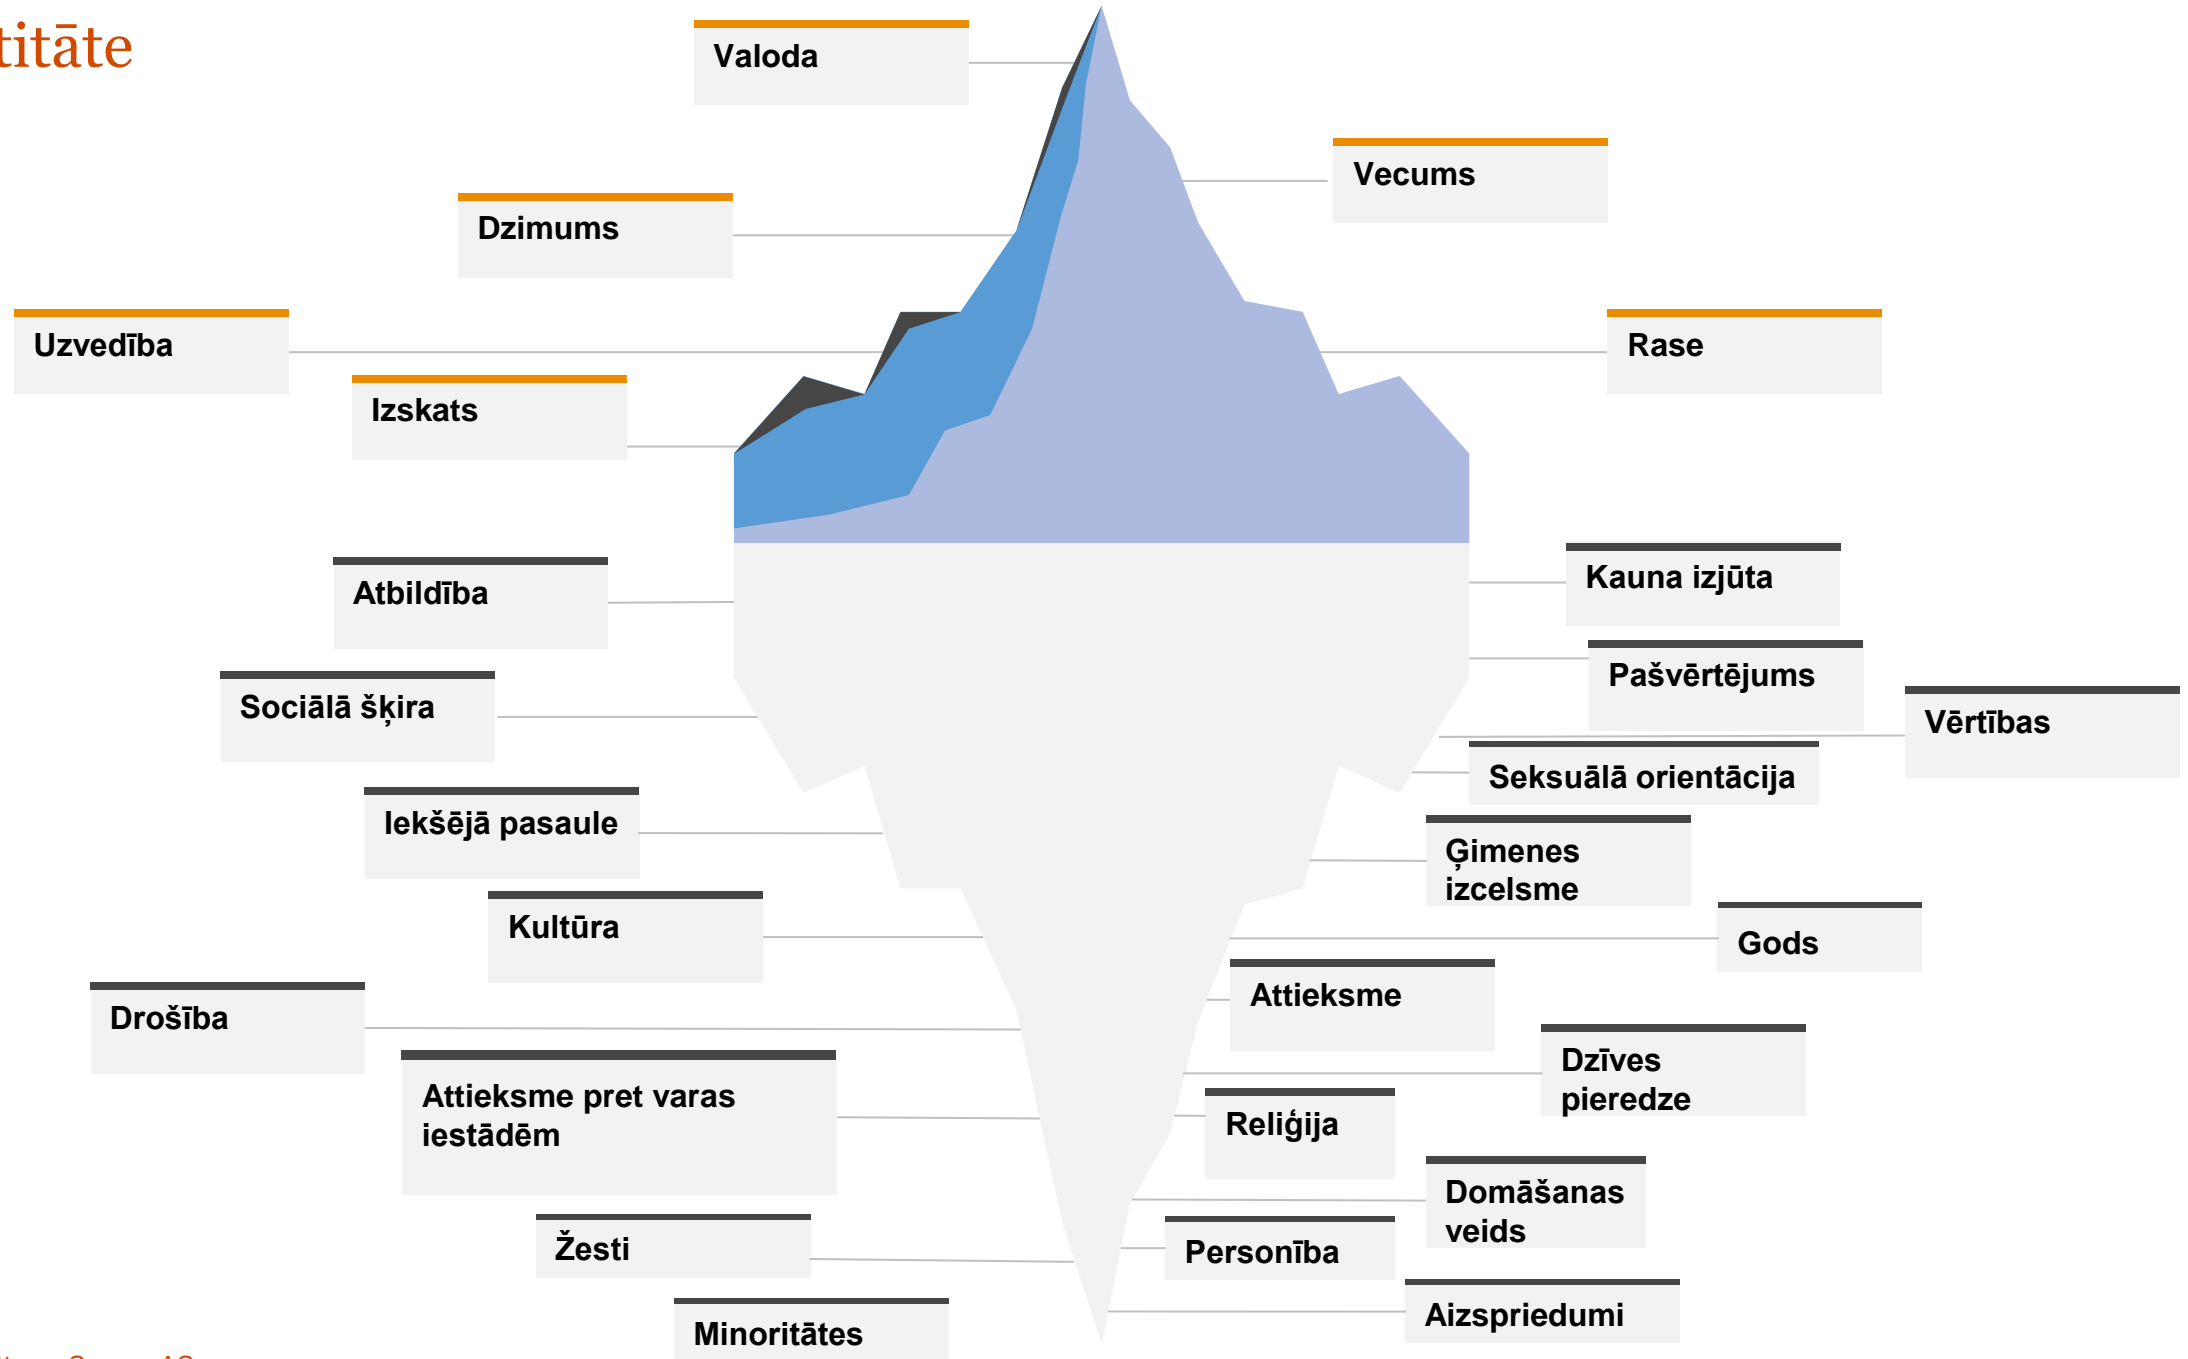 titāte
Valoda
Vecums
Dzimums
Uzvedība
Rase
Izskats
Atbildība
Kauna izjūta
Pašvērtējums
Sociālā šķira
Vērtības
Seksuālā orientācija
Iekšējā pasaule
Ģimenes
izcelsme
Kultūra
Gods
Attieksme
Drošība
Dzīves
pieredze
Attieksme pret varas
iestādēm
Reliģija
Domāšanas
veids
Žesti
Personība
Aizspriedumi
Minoritātes